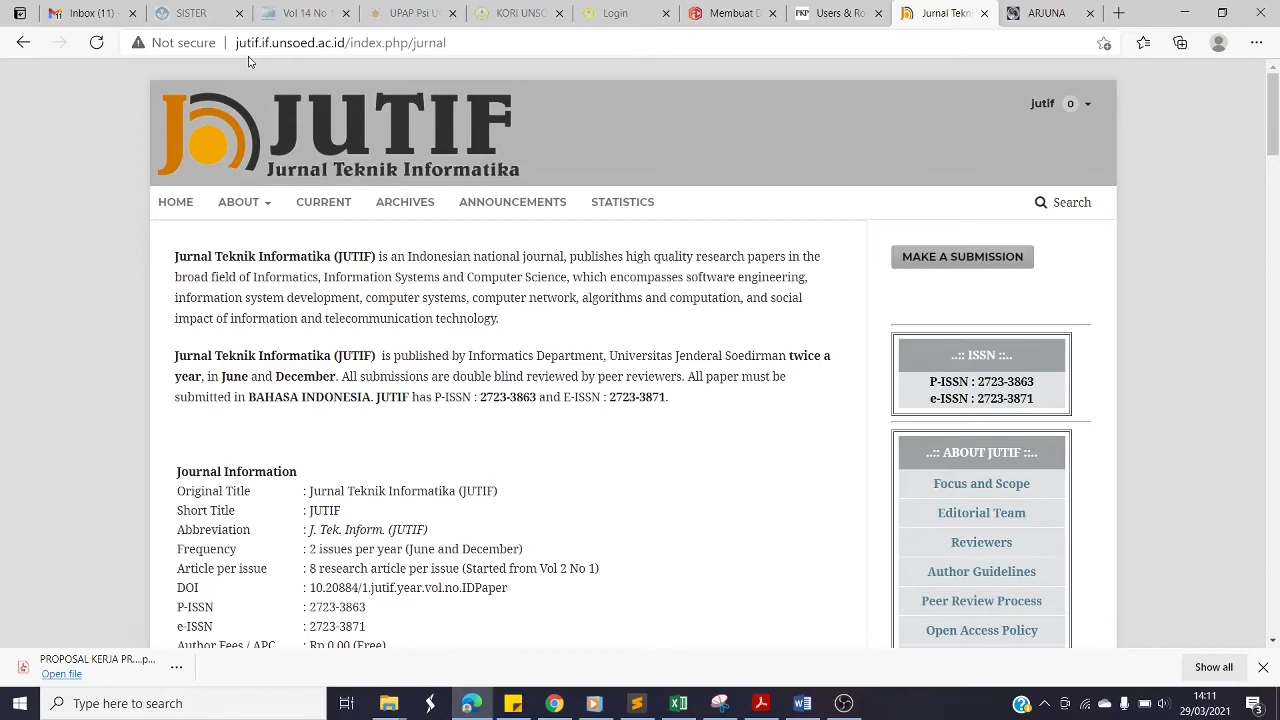 Inbox (1
SISTER
Vol 14 No
UPAP Psi U
KORI UNSO
Login
Membuat D
Users & Ro
Jurnal Tekni
ARJUNA
Not secure | jutif.if.unsoed.ac.id/index.php/jurnal
JUTIF
Jurnal Teknik Informatika
jutif 0
HOME ABOUT CURRENT ARCHIVES ANNOUNCEMENTS STATISTICS
Search
Jurnal Teknik Informatika (JUTIF) is an Indonesian national journal, publishes high quality research papers in the
broad field of Informatics, Information Systems and Computer Science, which encompasses software engineering,
information system development, computer systems, computer network, algorithms and computation, and social
impact of information and telecommunication technology.
Jurnal Teknik Informatika (JUTIF) is published by Informatics Department, Universitas Jenderal Soedirman twice a
year, in June and December. All submissions are double blind reviewed by peer reviewers. All paper must be
submitted in BAHASA INDONESIA. JUTIF has P-ISSN : 2723-3863 and E-ISSN : 2723-3871.
Journal Information
Original Title : Jurnal Teknik Informatika (JUTIF)
Short Title : JUTIF
Abbreviation : J. Tek. Inform. (JUTIF)
Frequency : 2 issues per year (June and December)
Article per issue : 8 research article per issue (Started from Vol 2 No 1)
DOI : 10.20884/1.jutif.year.vol.no.IDPaper
P-ISSN : 2723-3863
e-ISSN : 2723-3871
Author Fees / APC : Rp 0,00 (Free)
MAKE A SUBMISSION
..:: ISSN ::..
P-ISSN : 2723-3863
e-ISSN : 2723-3871
..:: ABOUT JUTIF ::..
Focus and Scope
Editorial Team
Reviewers
Author Guidelines
Peer Review Process
Open Access Policy
PROPOSAL KERJA PR....p...
Open file
Show all
Type here to search
14:11
29/03/2021
3